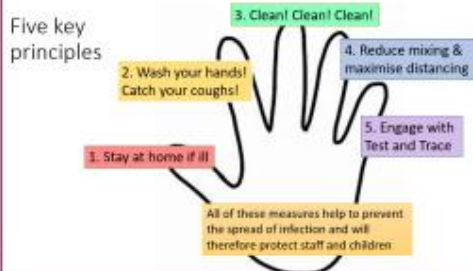 Five key
principles
3. Clean! Clean! Clean!
4. Reduce mixing &
maximise distancing
2. Wash your hands!
Catch your coughs!
5. Engage with
Test and Trace
1. Stay at home if ill
All of these measures help to prevent
the spread of infection and will
therefore protect staff and children